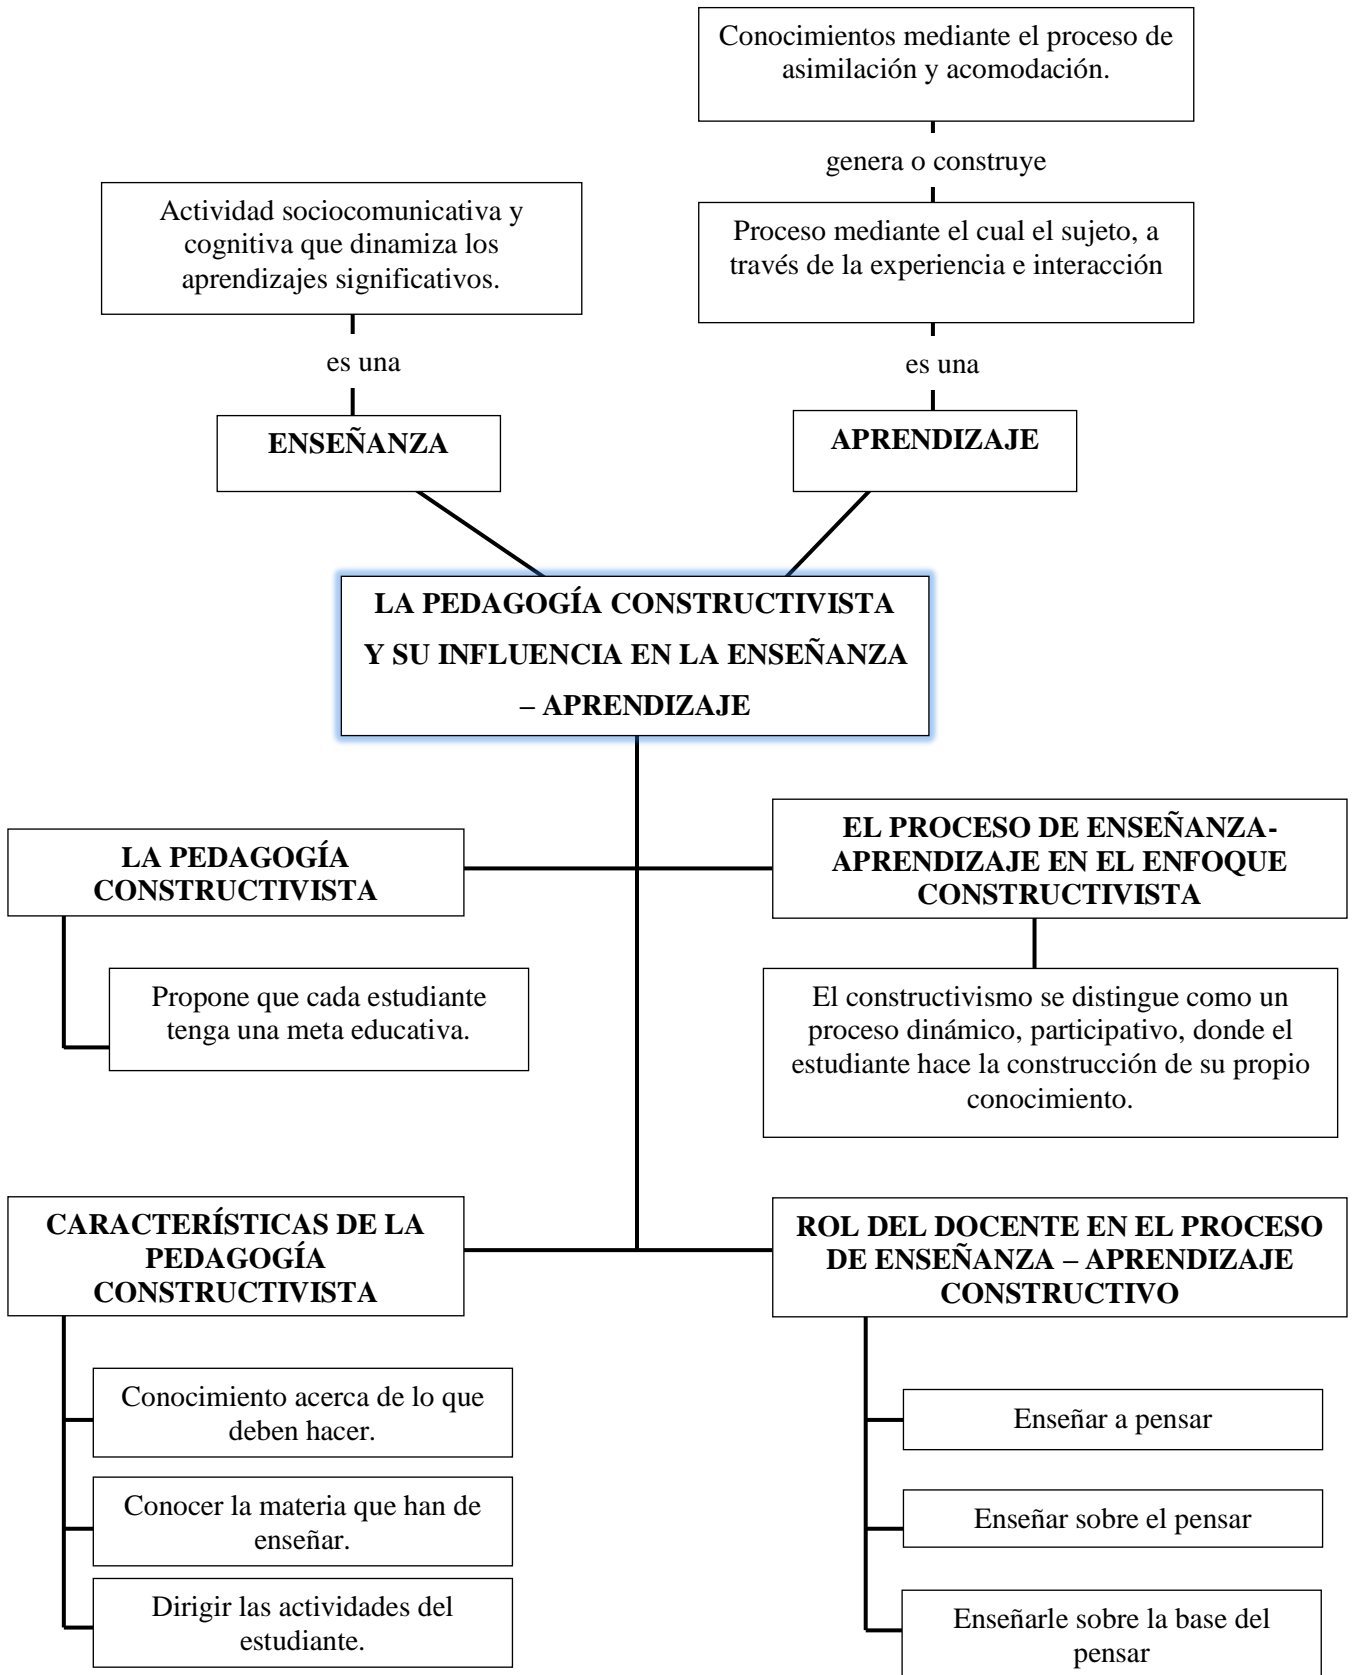 Conocimientos mediante el proceso de
asimilación y acomodación.
genera o construye
Actividad sociocomunicativa y
cognitiva que dinamiza los
aprendizajes significativos.
Proceso mediante el cual el sujeto, a
través de la experiencia e interacción
es una
es una
ENSEÑANZA
APRENDIZAJE
LA PEDAGOGÍA CONSTRUCTIVISTA
Y SU INFLUENCIA EN LA ENSEÑANZA
– APRENDIZAJE
LA PEDAGOGÍA
CONSTRUCTIVISTA
EL PROCESO DE ENSEÑANZA-
APRENDIZAJE EN EL ENFOQUE
CONSTRUCTIVISTA
Propone que cada estudiante
tenga una meta educativa.
El constructivismo se distingue como un
proceso dinámico, participativo, donde el
estudiante hace la construcción de su propio
conocimiento.
CARACTERÍSTICAS DE LA
PEDAGOGÍA
CONSTRUCTIVISTA
ROL DEL DOCENTE EN EL PROCESO
DE ENSEÑANZA – APRENDIZAJE
CONSTRUCTIVO
Conocimiento acerca de lo que
deben hacer.
Conocer la materia que han de
enseñar.
Dirigir las actividades del
estudiante.
Enseñar a pensar
Enseñar sobre el pensar
Enseñarle sobre la base del
pensar